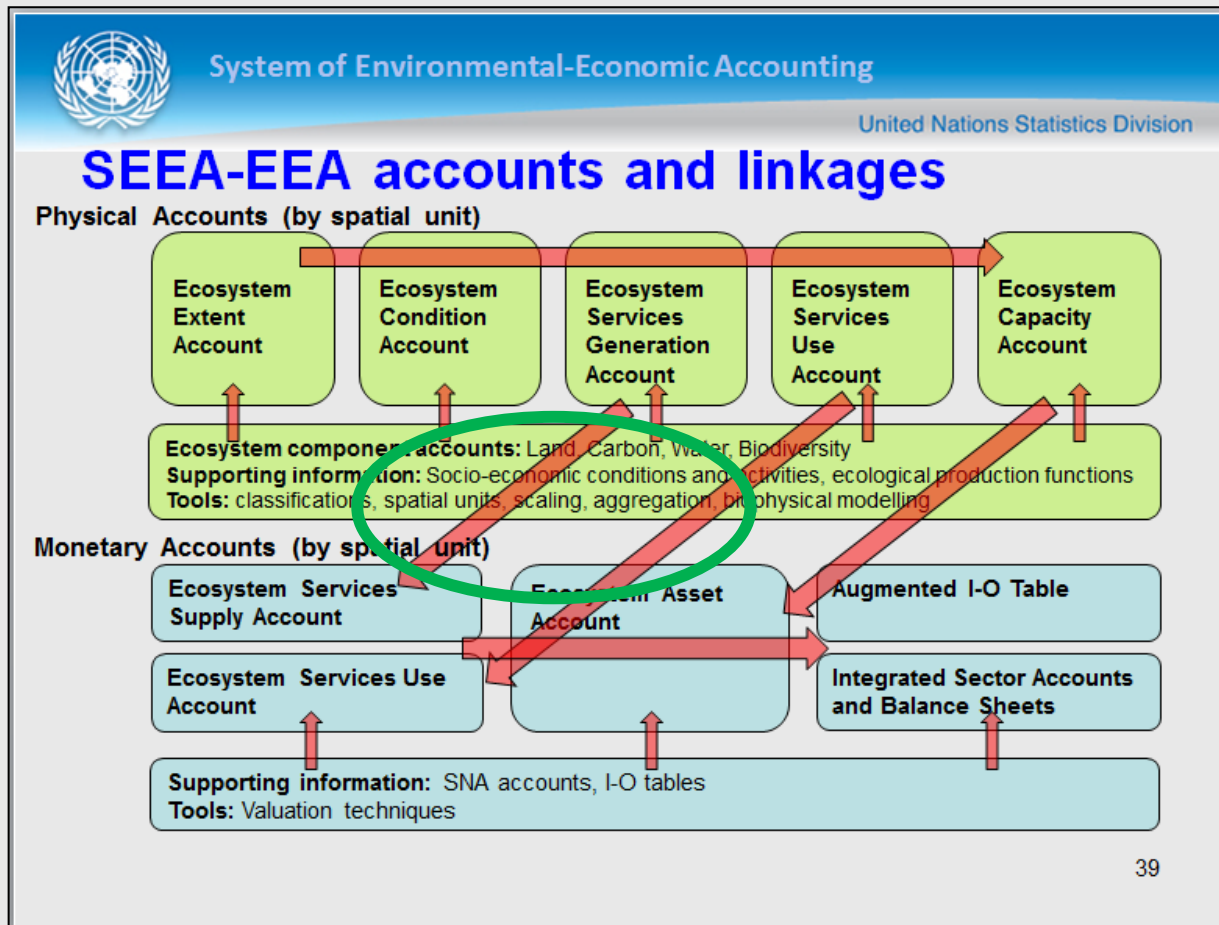 System of Environmental-Economic Accounting
United Nations Statistics Division
SEEA-EEA accounts and linkages
Physical Accounts (by spatial unit)
Ecosystem
Extent
Account
Ecosystem
Condition
Account
Ecosystem
Services
Generation
Account
Ecosystem
Services
Use
Account
Ecosystem
Capacity
Account
Ecosystem component accounts: Land, Carbon, Water, Biodiversity
Supporting information: Socio-economic conditions and activities, ecological production functions
Tools: classifications, spatial units, scaling, aggregation, biophysical modelling
Monetary Accounts (by spatial unit)
Ecosystem Services
Supply Account
Ecosystem Services Use
Account
Ecosystem Asset
Account
Augmented I-O Table
Integrated Sector Accounts
and Balance Sheets
Supporting information: SNA accounts, I-O tables
Tools: Valuation techniques
39